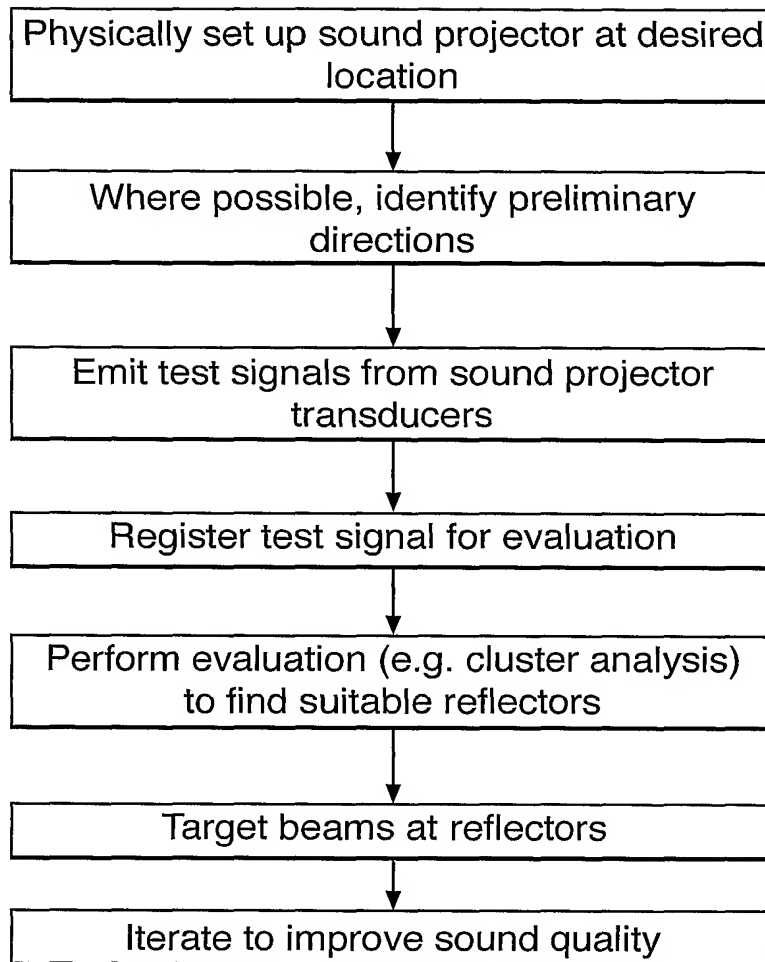 Physically set up sound projector at desired
location
Where possible, identify preliminary
directions
Emit test signals from sound projector
transducers
Register test signal for evaluation
Perform evaluation (e.g. cluster analysis)
to find suitable reflectors
Target beams at reflectors
Iterate to improve sound quality